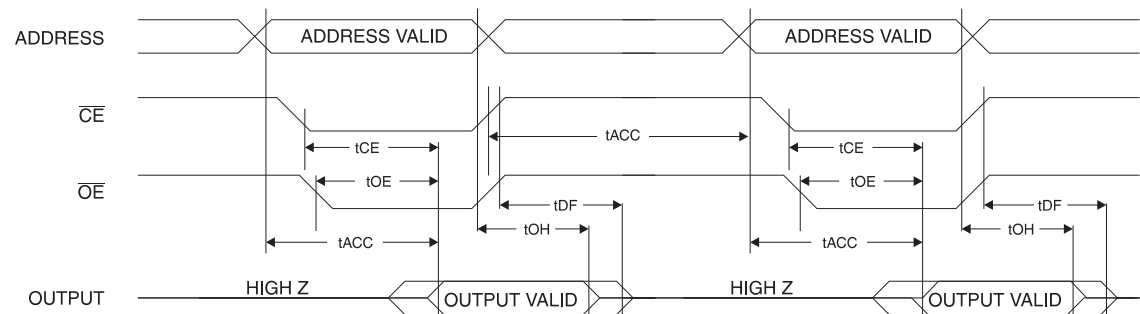 ADDRESS ADDRESS VALID ADDRESS VALID
CE
tACC
tCE tCE
OE tOE tOE
tDF tDF
tOH tOH
tACC tACC
HIGH Z HIGH Z
OUTPUT OUTPUT VALID OUTPUT VALID